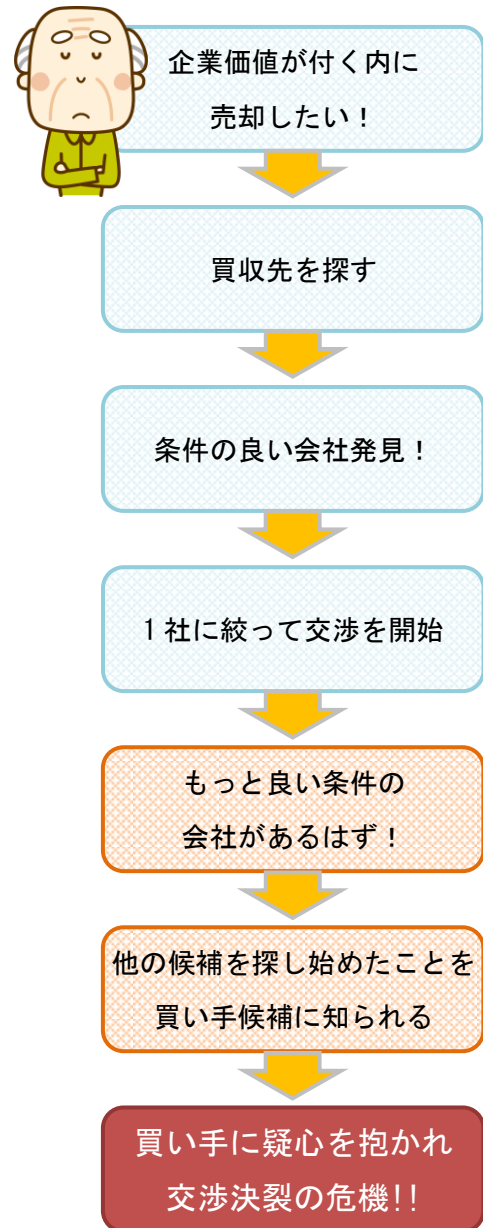 企業価値が付く内に
売却したい！
買収先を探す
条件の良い会社発見！
1社に絞って交渉を開始
もっと良い条件の
会社があるはず！
他の候補を探し始めたことを
買い手候補に知られる
買い手に疑心を抱かれ
交渉決裂の危機!!